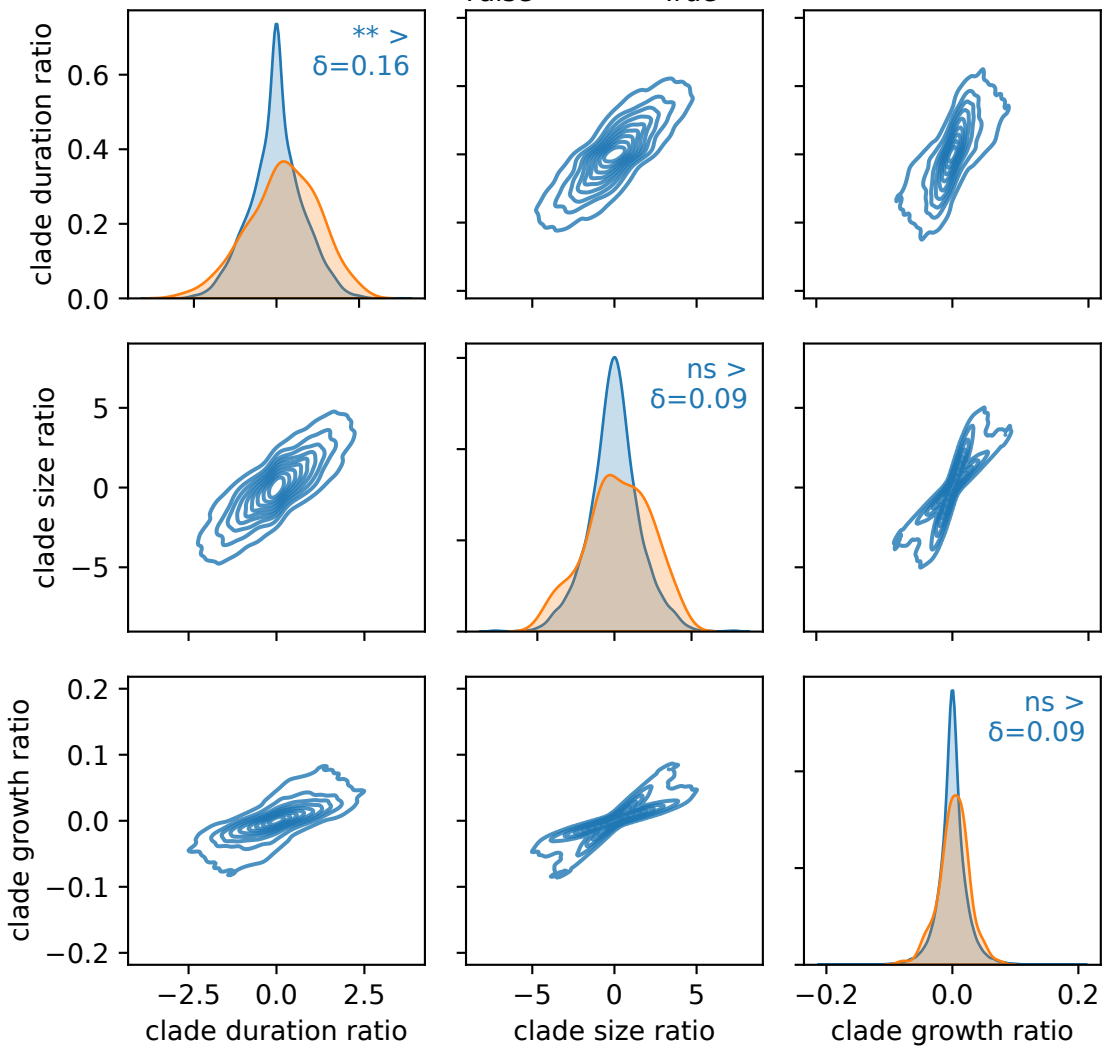 ** >
δ=0.16
clade duration ratio
0.6
0.4
0.2
0.0
ns >
δ=0.09
clade size ratio
5
0
−5
ns >
δ=0.09
clade growth ratio
0.2
0.1
0.0
−0.1
−0.2
−2.5 0.0 2.5
−5 0 5
−0.2 0.0 0.2
clade duration ratio
clade size ratio
clade growth ratio